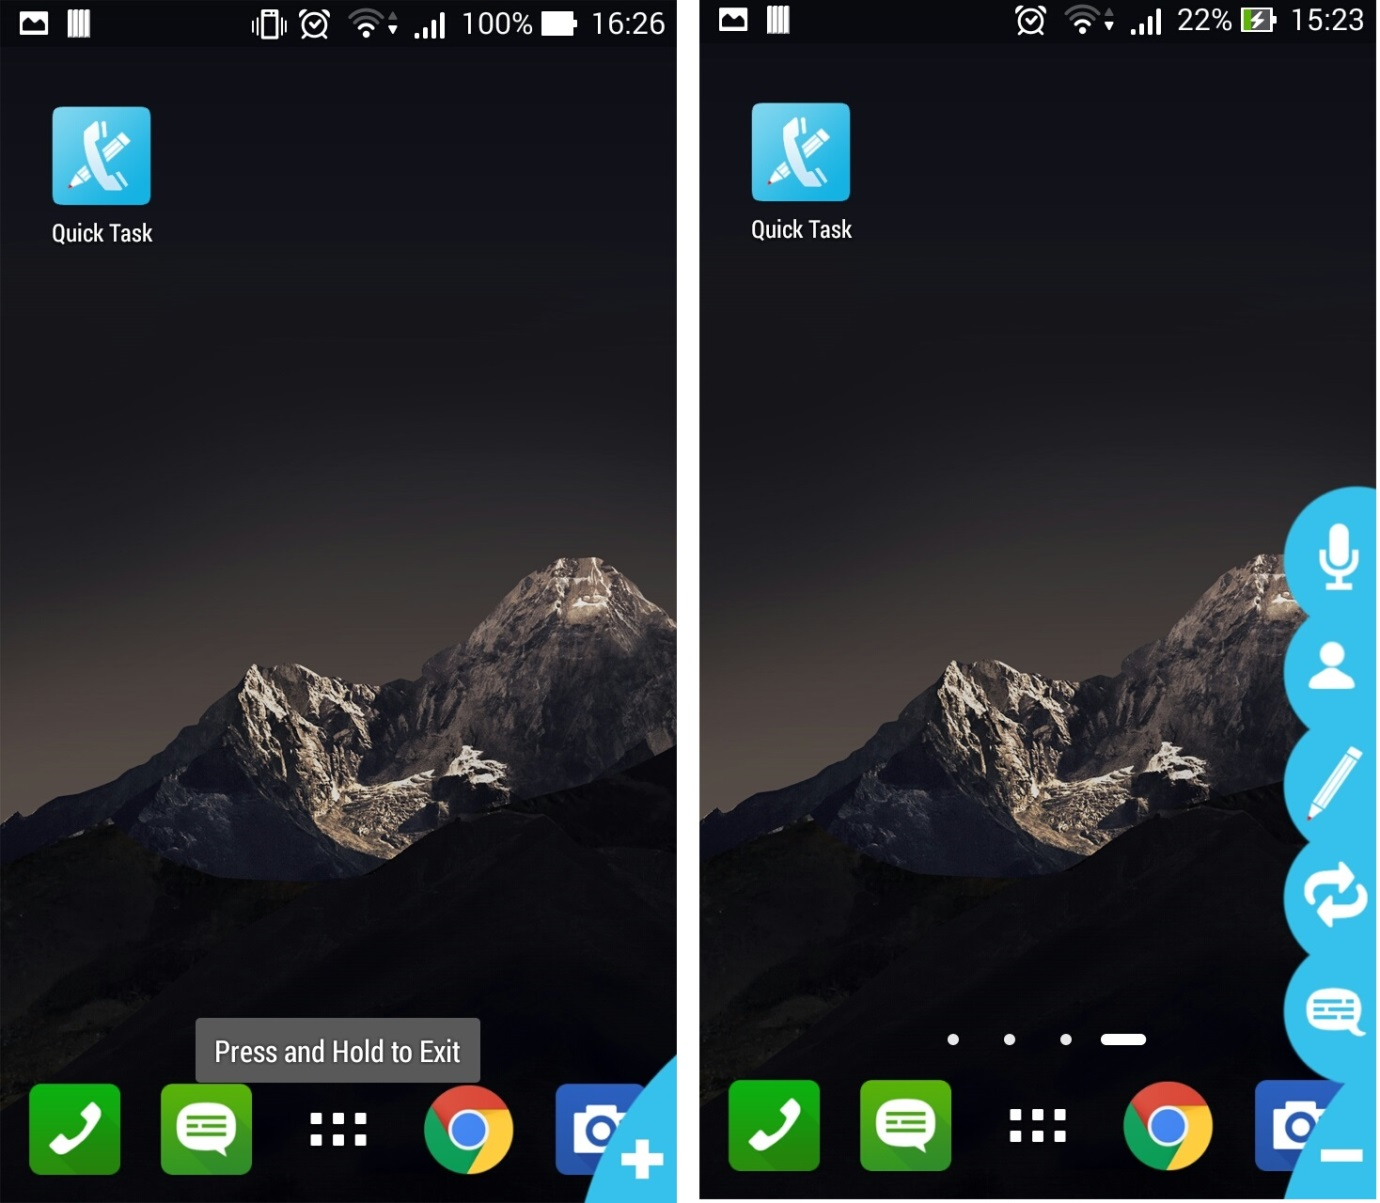 100% 16:26
Quick Task
Press and Hold to Exit
22% 15:23
Quick Task